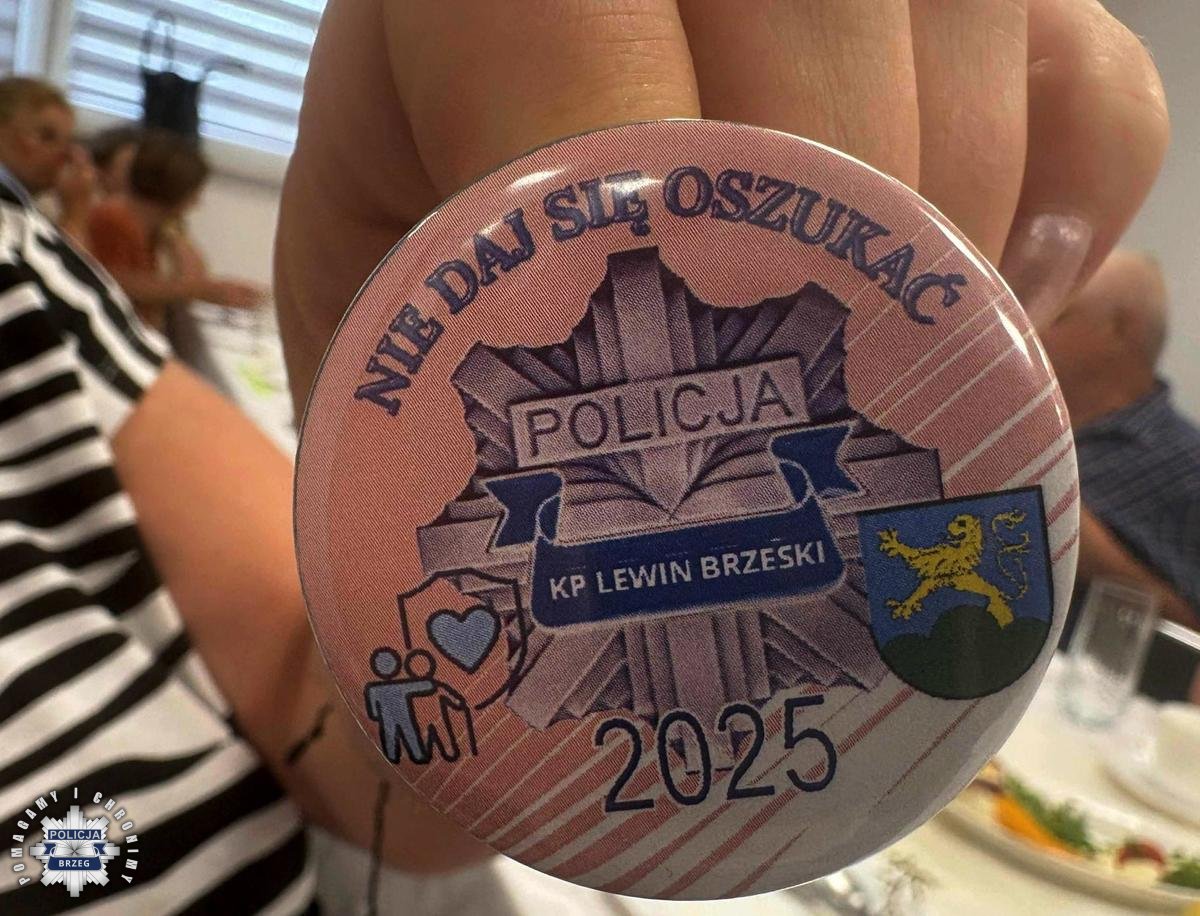 NIE DAJ SIĘ OSZUKAĆ
POLICJA
KP LEWIN BRZESKI
2025
POMAGAMY I CHRONIMY
POLICJA
BRZEG